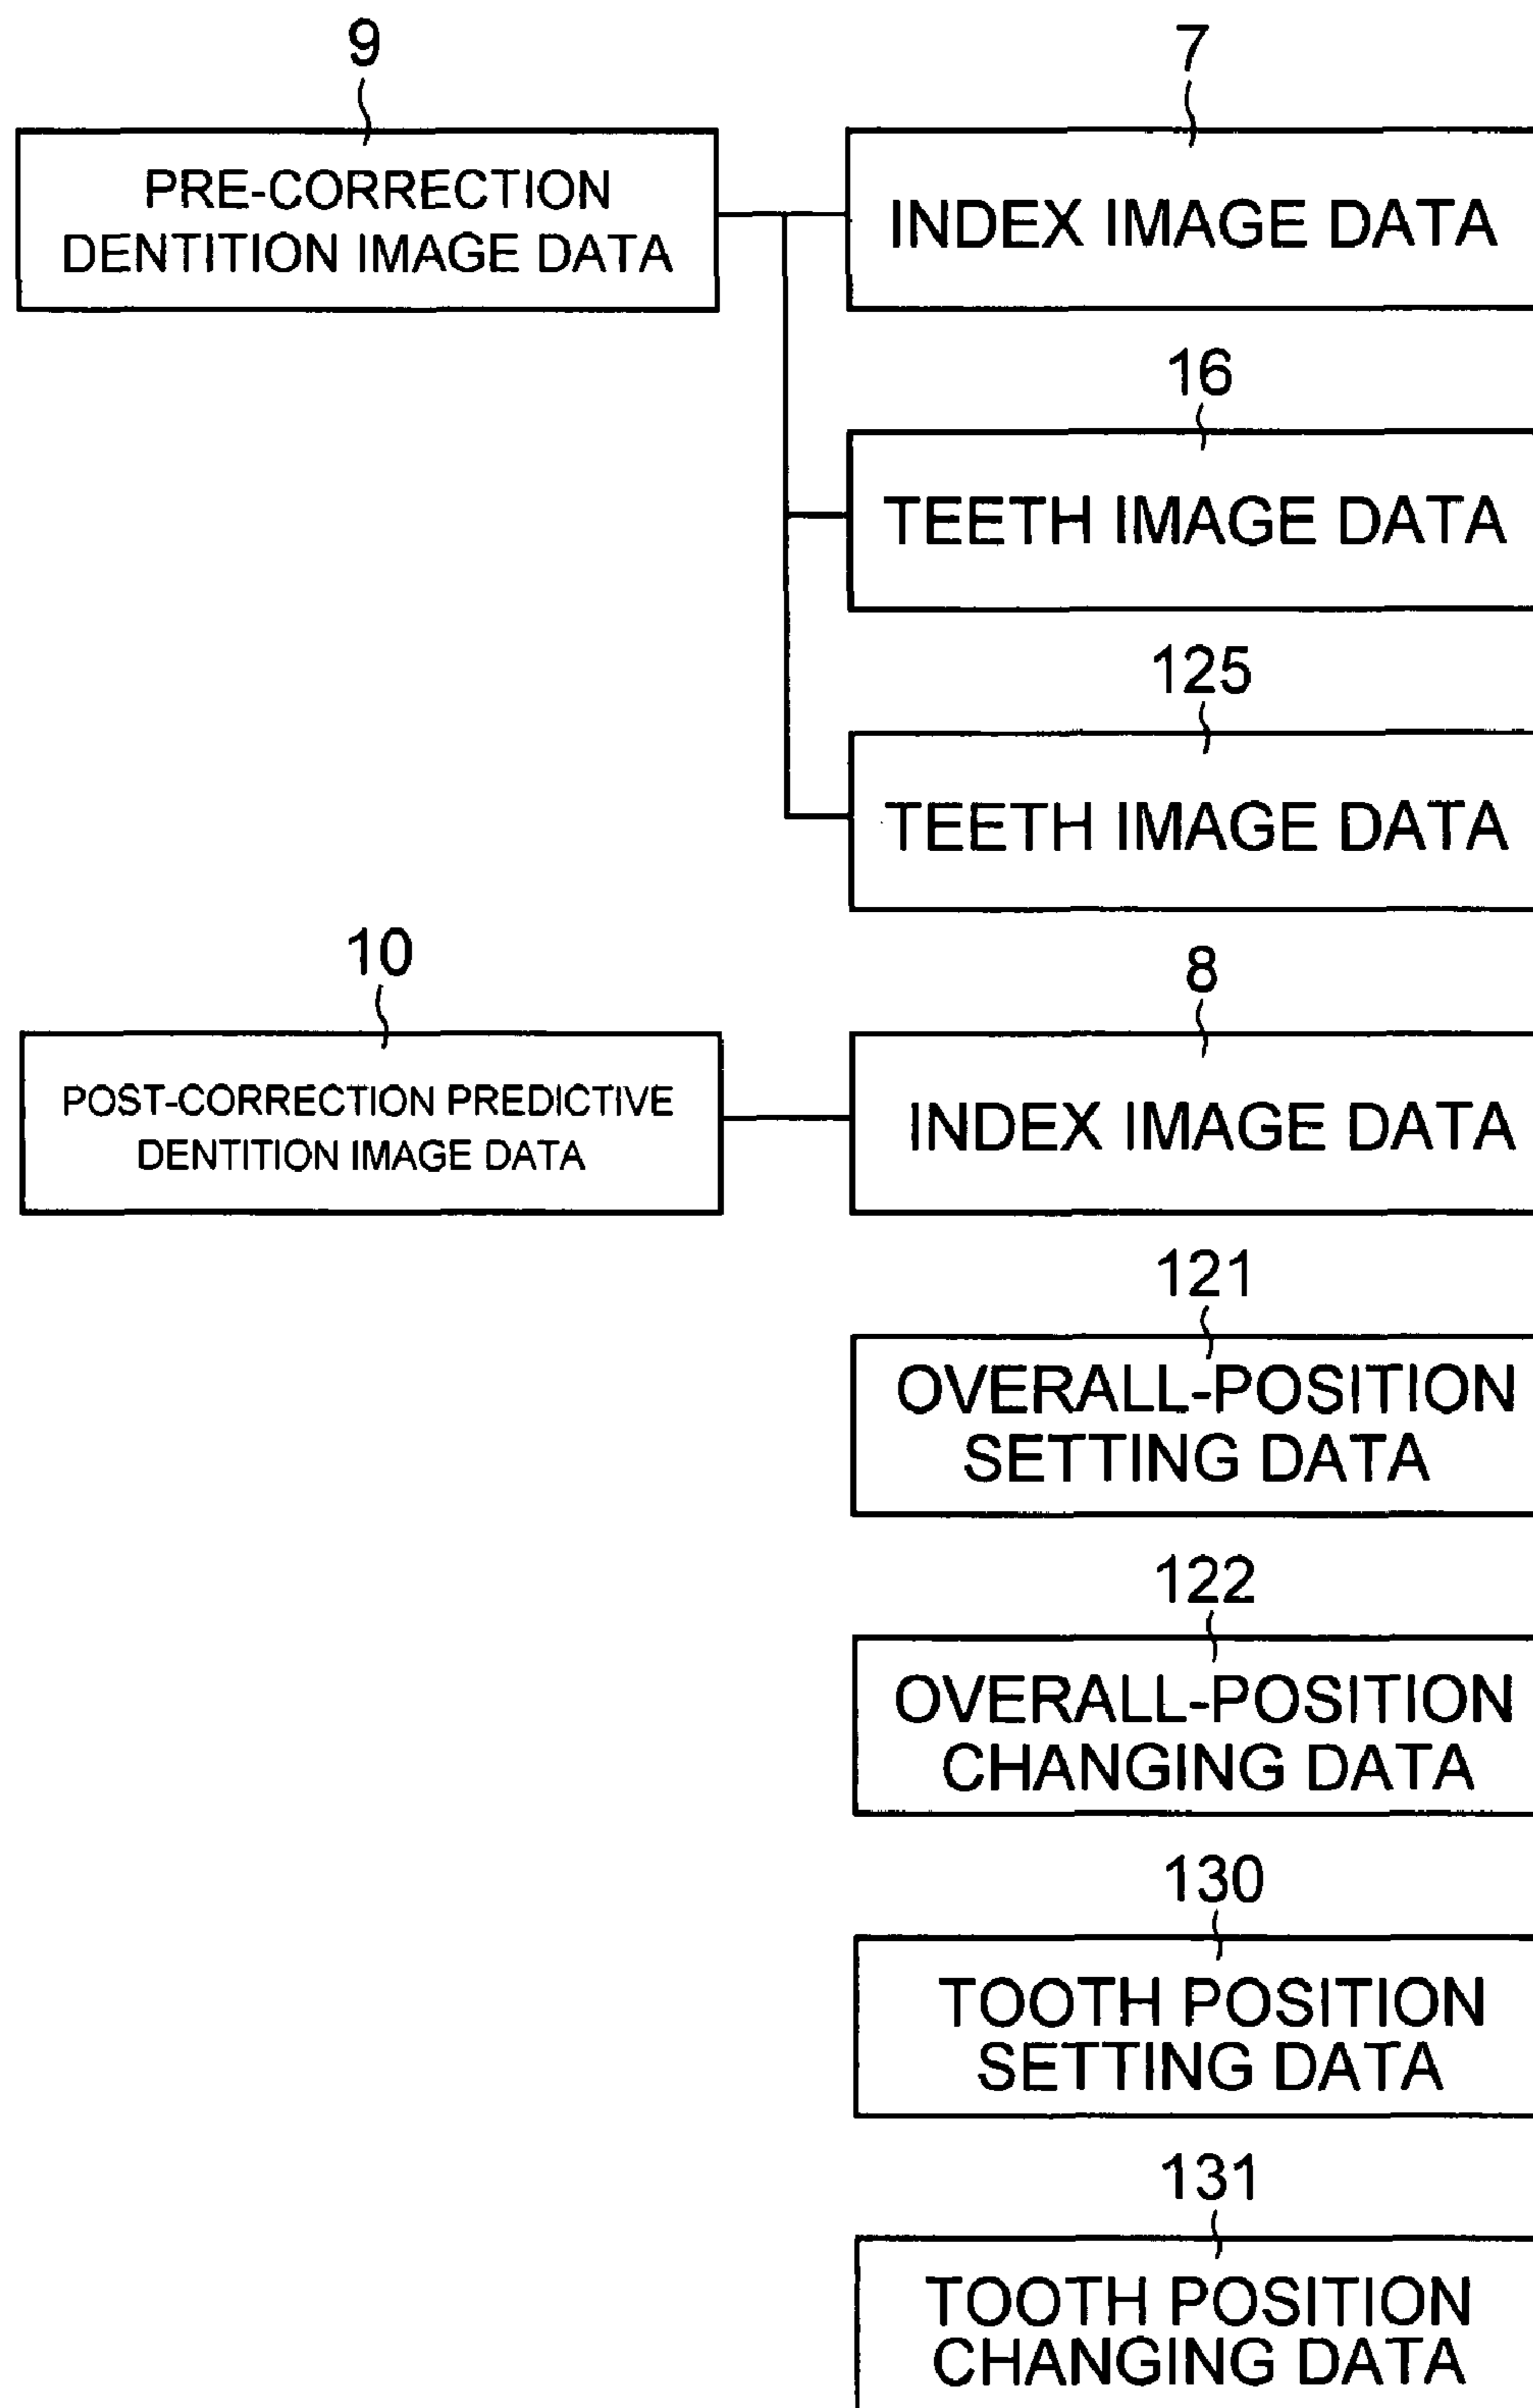 9
PRE-CORRECTION
DENTITION IMAGE DATA
7
INDEX IMAGE DATA
16
TEETH IMAGE DATA
125
TEETH IMAGE DATA
10
POST-CORRECTION PREDICTIVE
DENTITION IMAGE DATA
8
INDEX IMAGE DATA
121
OVERALL-POSITION
SETTING DATA
122
OVERALL-POSITION
CHANGING DATA
130
TOOTH POSITION
SETTING DATA
131
TOOTH POSITION
CHANGING DATA